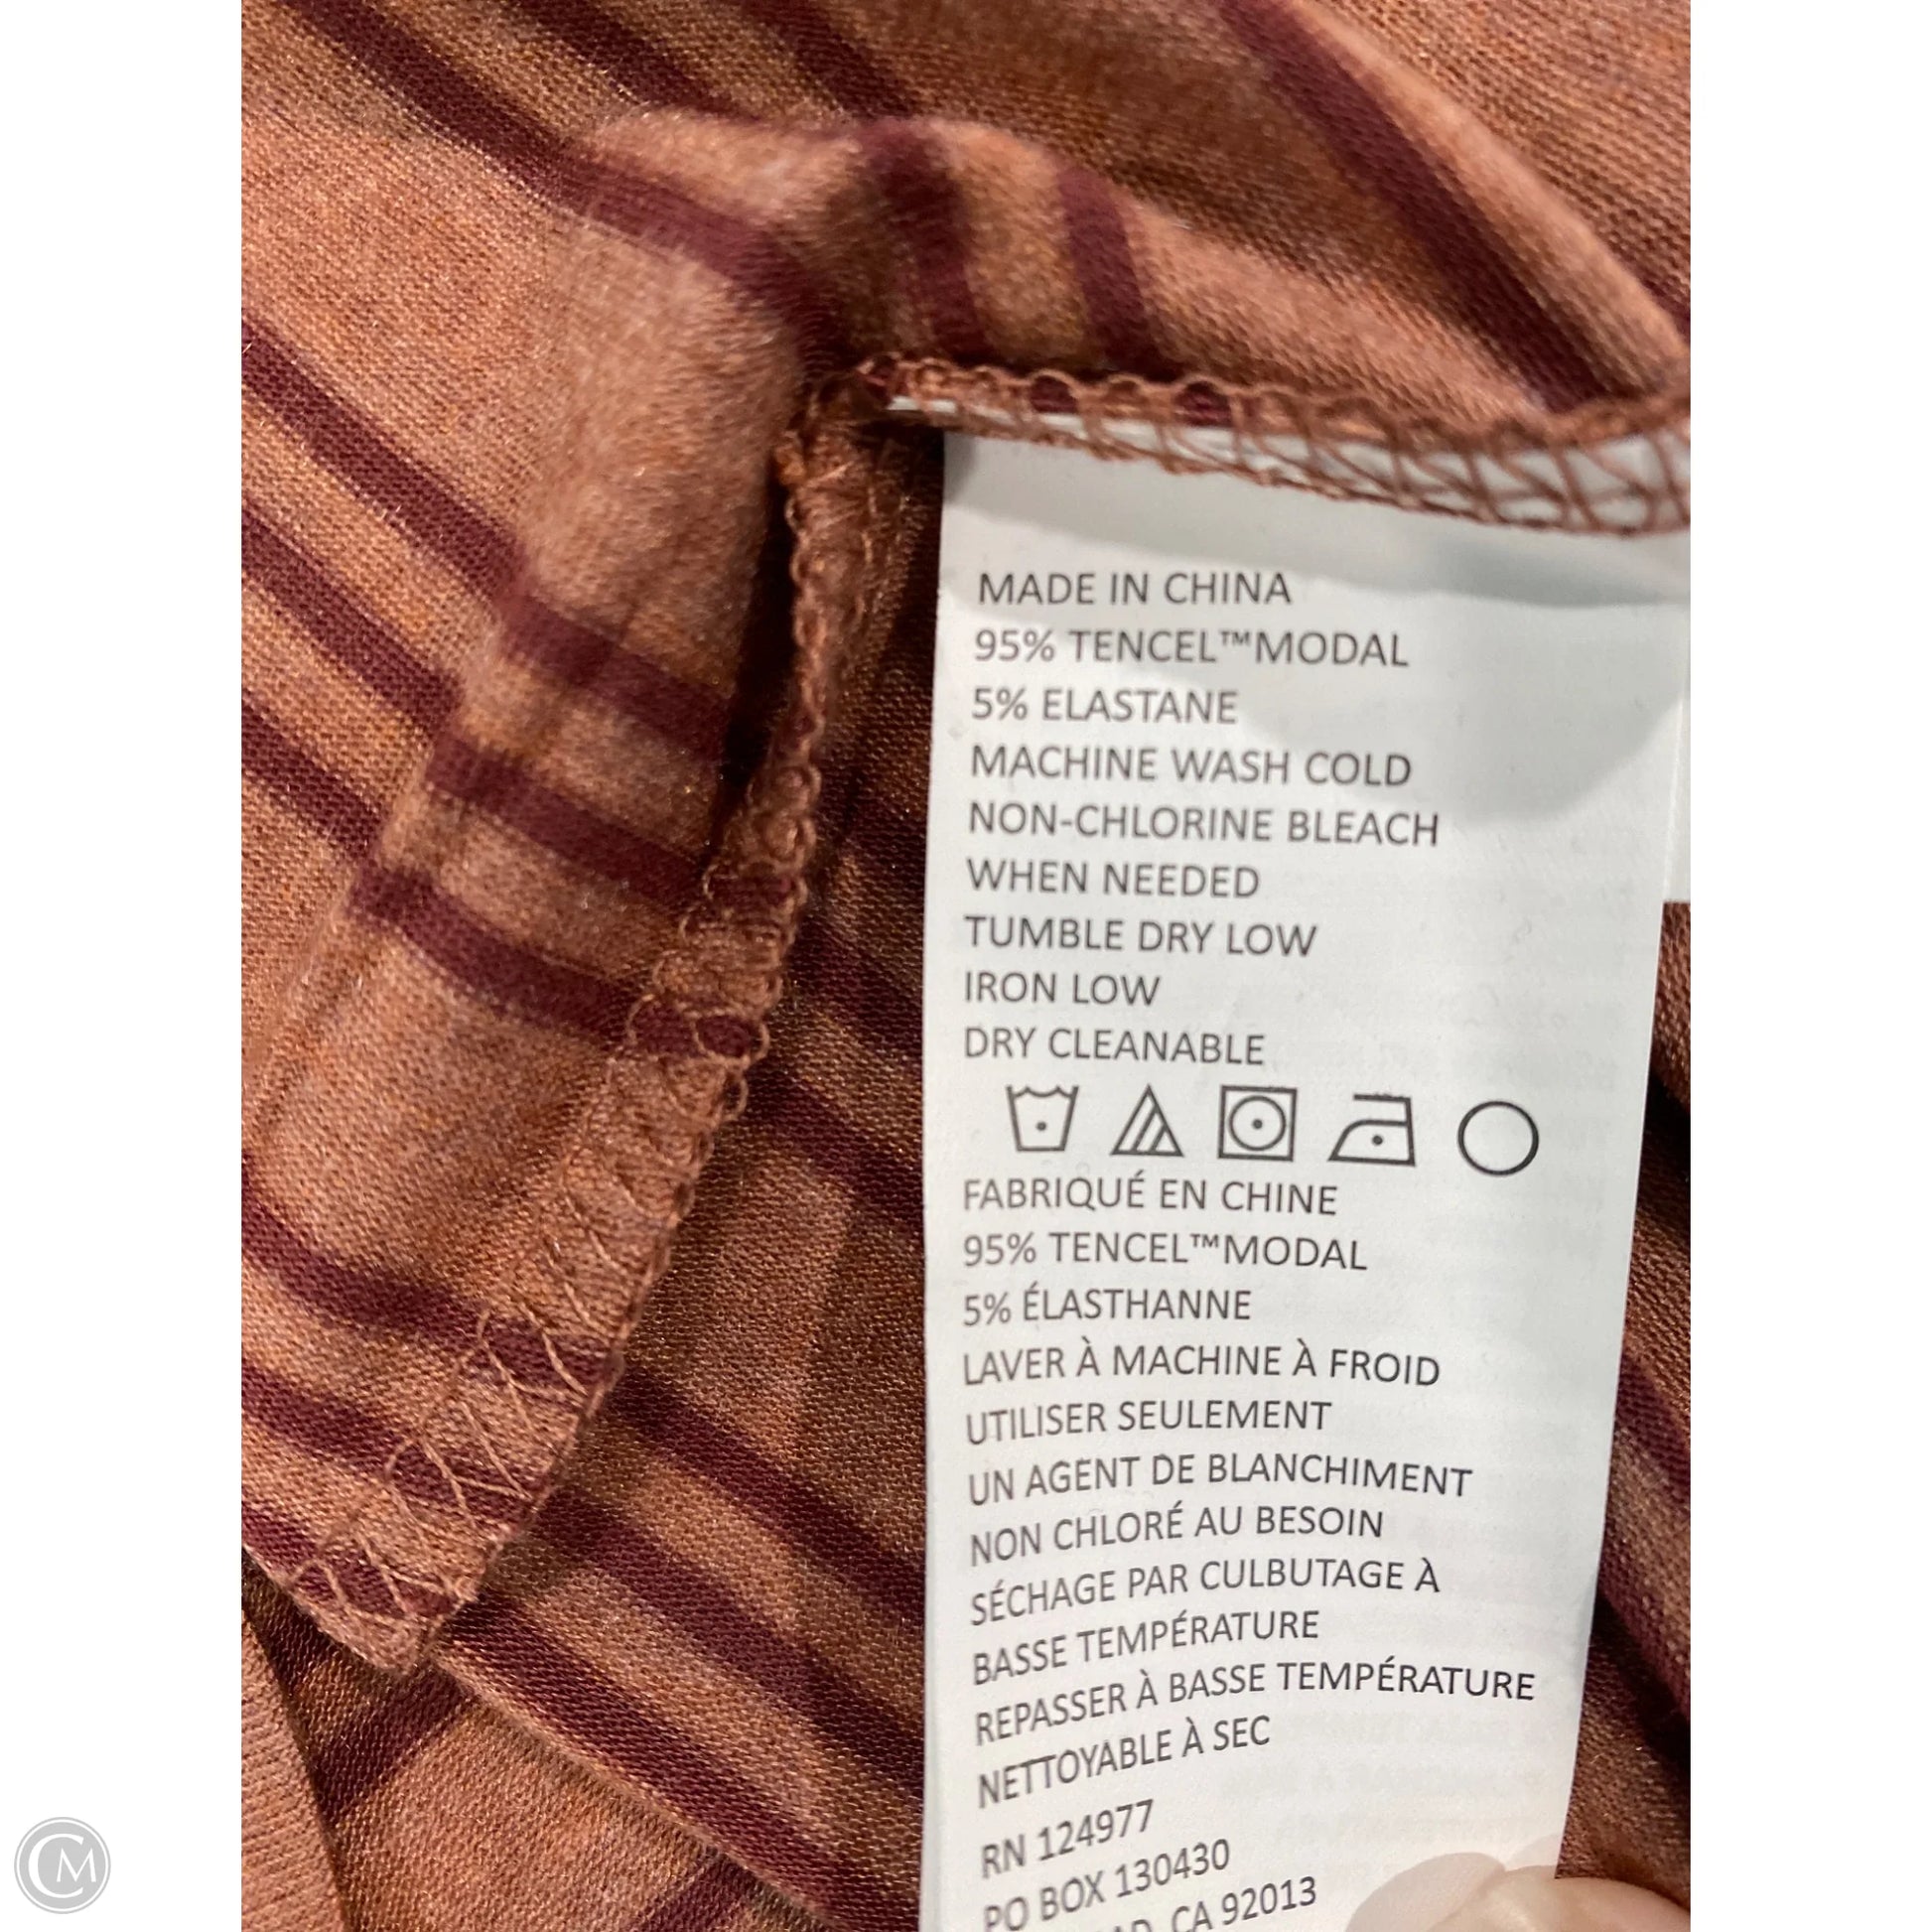 MADE IN CHINA
95% TENCEL™MODAL
5% ELASTANE
MACHINE WASH COLD
NON-CHLORINE BLEACH
WHEN NEEDED
TUMBLE DRY LOW
IRON LOW
DRY CLEANABLE
FABRIQUÉ EN CHINE
95% TENCEL™MODAL
5% ÉLASTHANNE
LAVER À MACHINE À FROID
UTILISER SEULEMENT
UN AGENT DE BLANCHIMENT
NON CHLORÉ AU BESOIN
SÉCHAGE PAR CULBUTAGE À
BASSE TEMPÉRATURE
REPASSER À BASSE TEMPÉRATURE
NETTOYABLE À SEC
RN 124977
PO BOX 130430
CA 92013
CM